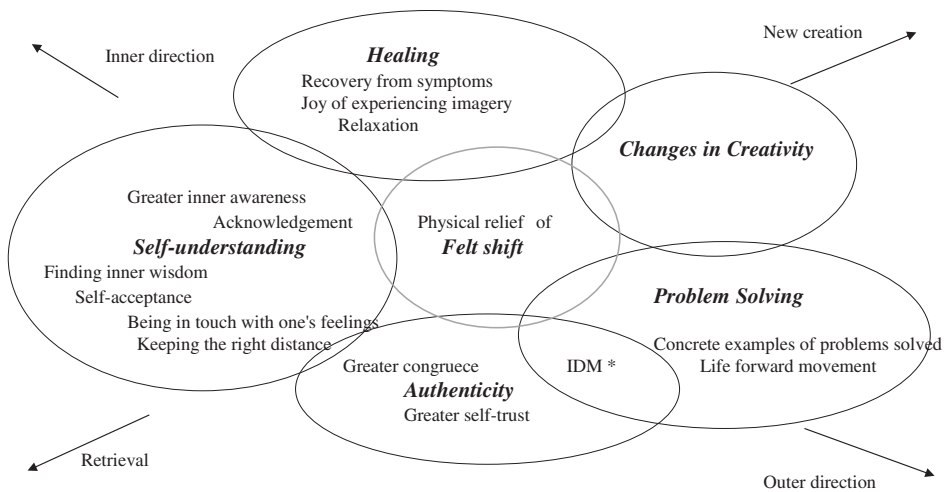 Inner direction
Healing
Recovery from symptoms
Joy of experiencing imagery
Relaxation
New creation
Changes in Creativity
Greater inner awareness
Acknowledgement
Self-understanding
Finding inner wisdom
Self-acceptance
Being in touch with one's feelings
Keeping the right distance
Physical relief of
Felt shift
Problem Solving
Concrete examples of problems solved
Life forward movement
IDM *
Greater congruece
Authenticity
Greater self-trust
Retrieval
Outer direction